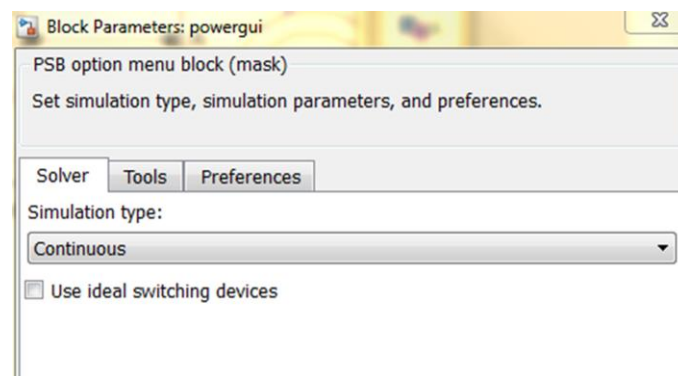 Block Parameters: powergui
PSB option menu block (mask)
Set simulation type, simulation parameters, and preferences.
Solver Tools Preferences
Simulation type:
Continuous
Use ideal switching devices